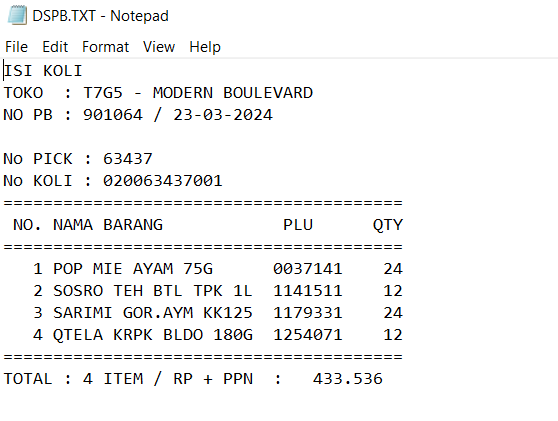 DSPB.TXT - Notepad
File Edit Format View Help
ISI KOLI
TOKO  : T7G5 - MODERN BOULEVARD
NO PB : 901064 / 23-03-2024

No PICK : 63437
No KOLI : 020063437001
========================================
 NO. NAMA BARANG            PLU      QTY
========================================
   1 POP MIE AYAM 75G      0037141    24
   2 SOSRO TEH BTL TPK 1L  1141511    12
   3 SARIMI GOR.AYM KK125  1179331    24
   4 QTELA KRPK BLDO 180G  1254071    12
========================================
TOTAL : 4 ITEM / RP + PPN  :   433.536